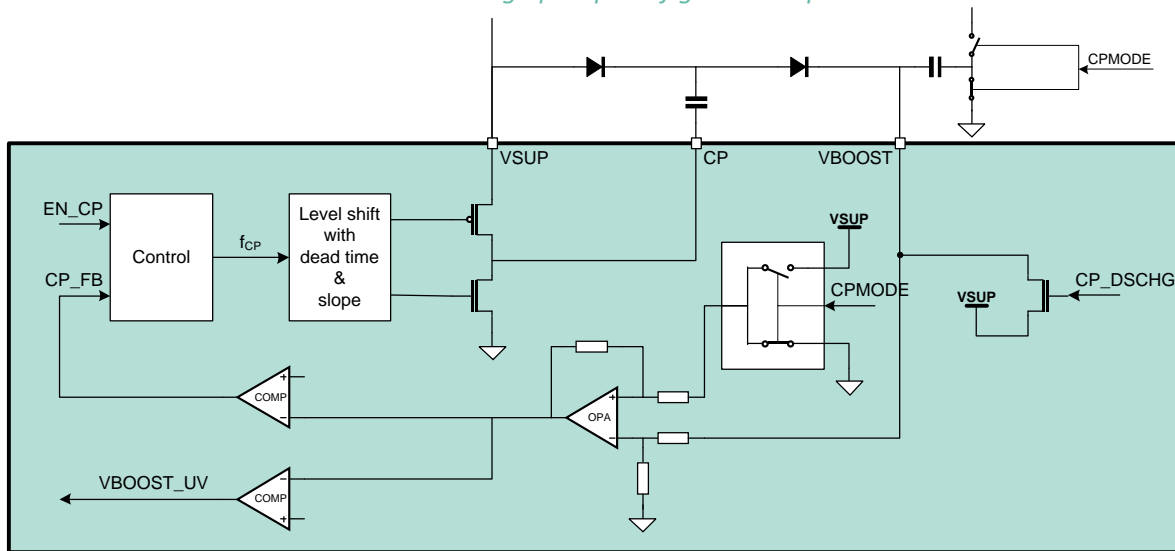 CPMODE
VSUP
CP
VBOOST
EN_CP
CP_FB
Control
fCP
Level shift
with
dead time
&
slope
VSUP
CPMODE
VSUP
CP_DSCHG
+
COMP
−
+
OPA
−
VBOOST_UV
−
COMP
+